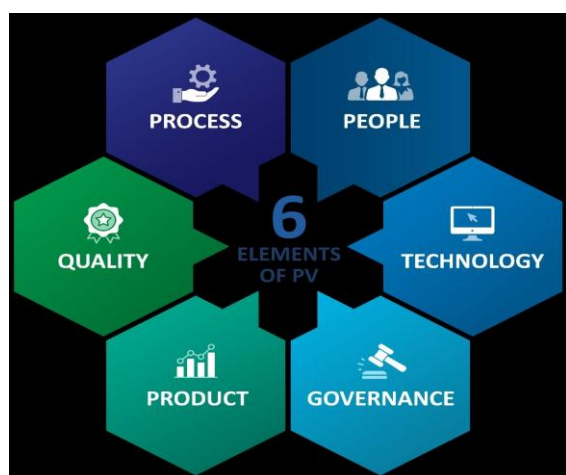 PROCESS
PEOPLE
QUALITY
6
ELEMENTS
OF PV
TECHNOLOGY
PRODUCT
GOVERNANCE